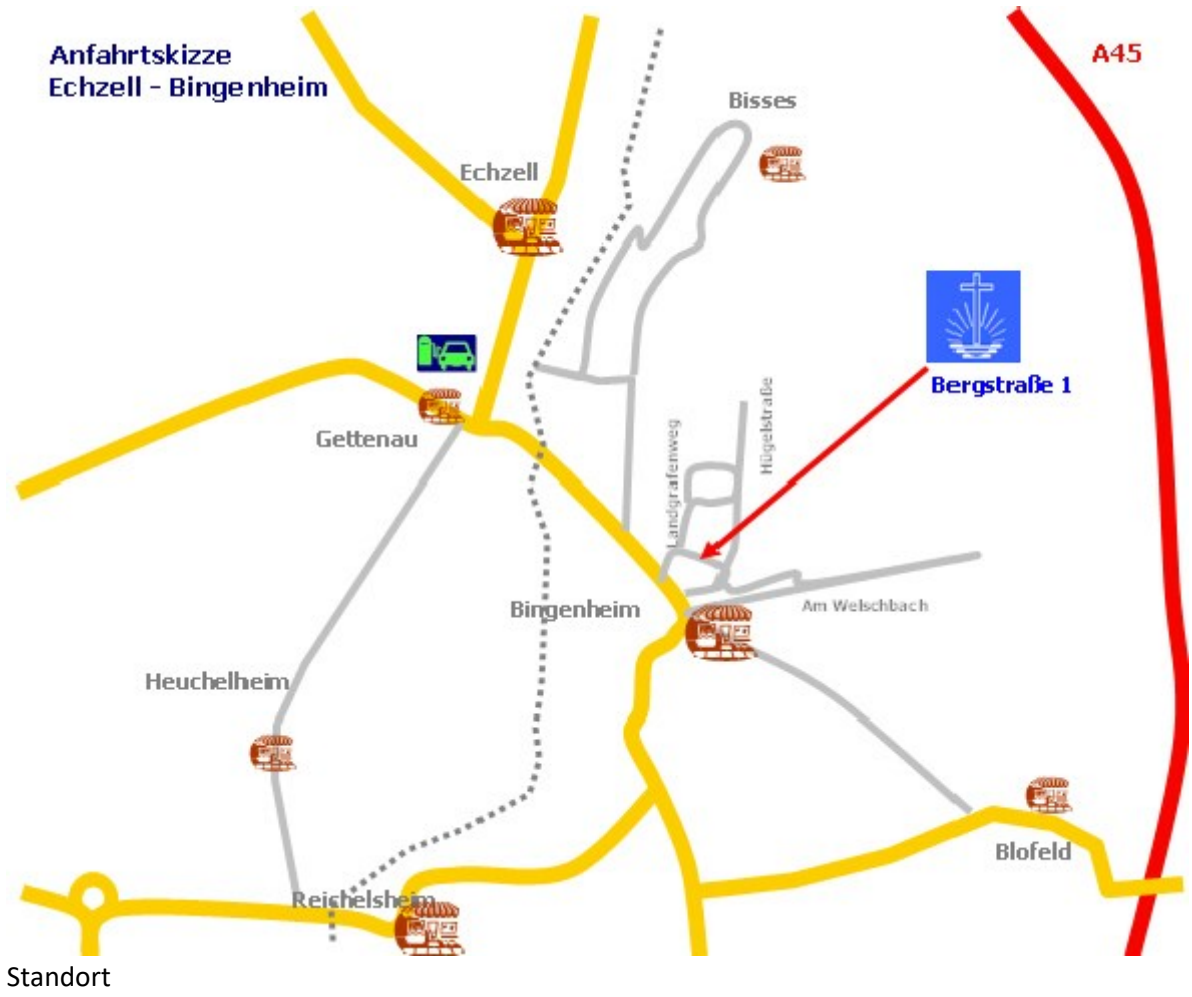 Anfahrtskizze
Echzell - Bingenheim
A45
Bisses
Echzell
Bergstraße 1
Hügelstraße
Landgrafenweg
Gettenau
Bingenheim
Am Welschbach
Heuchelheim
Blofeld
Reichelsheim
Standort